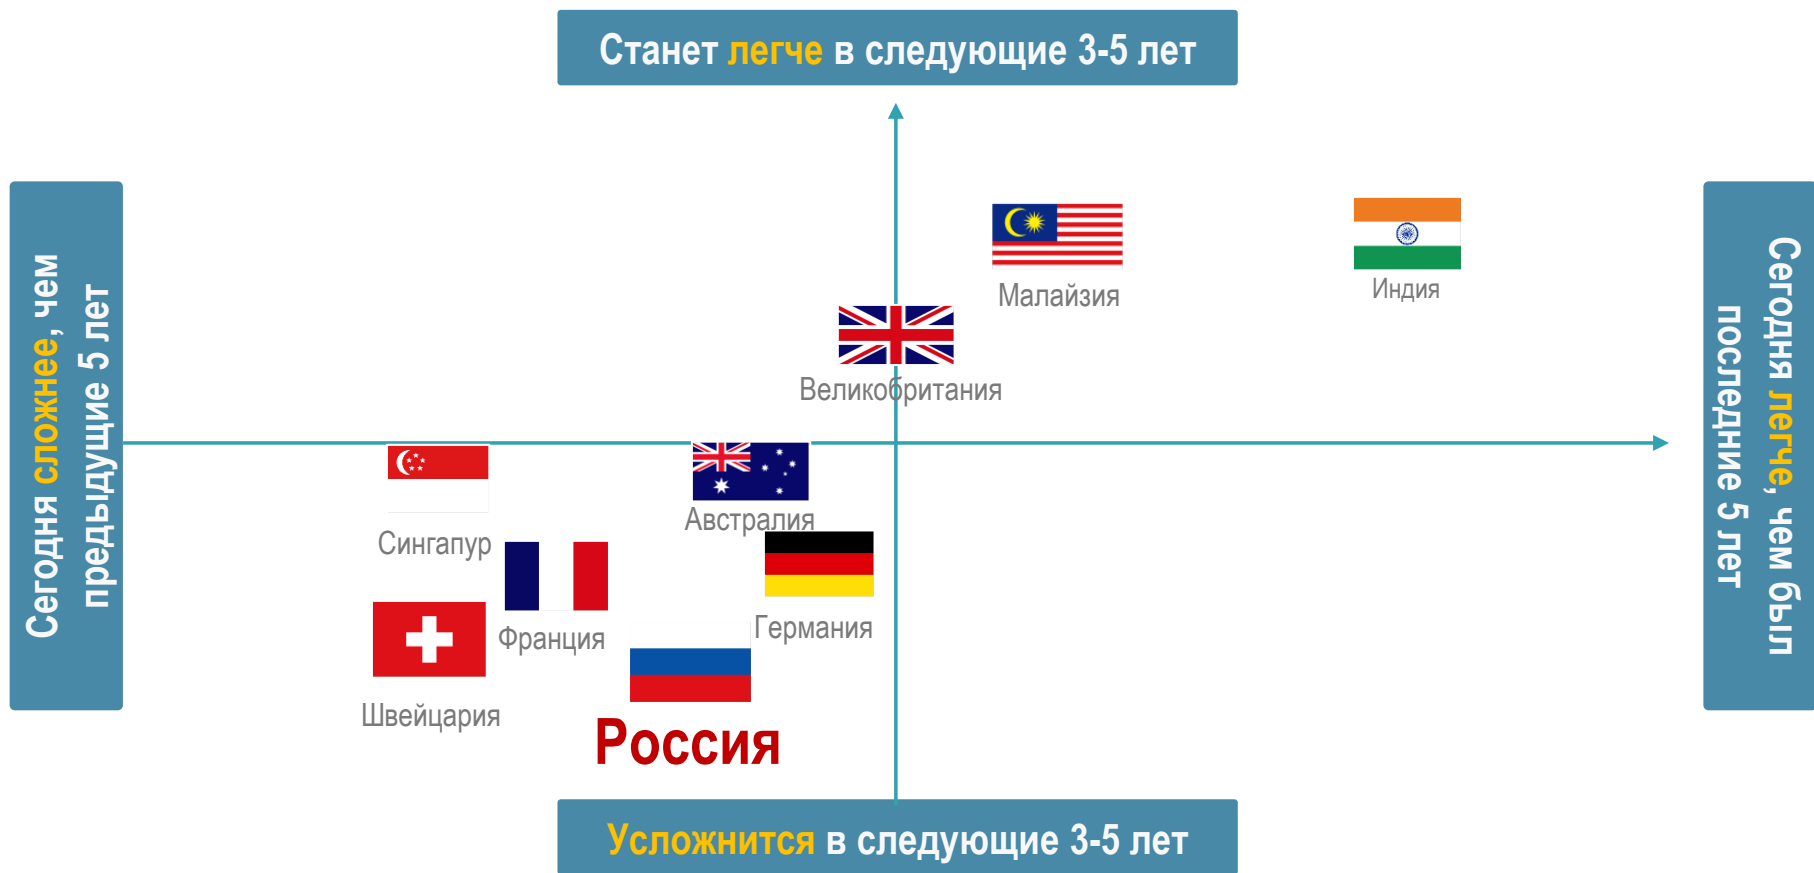 Станет легче в следующие 3-5 лет
Сегодня сложнее, чем
предыдущие 5 лет
Сегодня легче, чем был
последние 5 лет
Малайзия
Индия
Великобритания
Австралия
Сингапур
Германия
Франция
Швейцария
Россия
Усложнится в следующие 3-5 лет